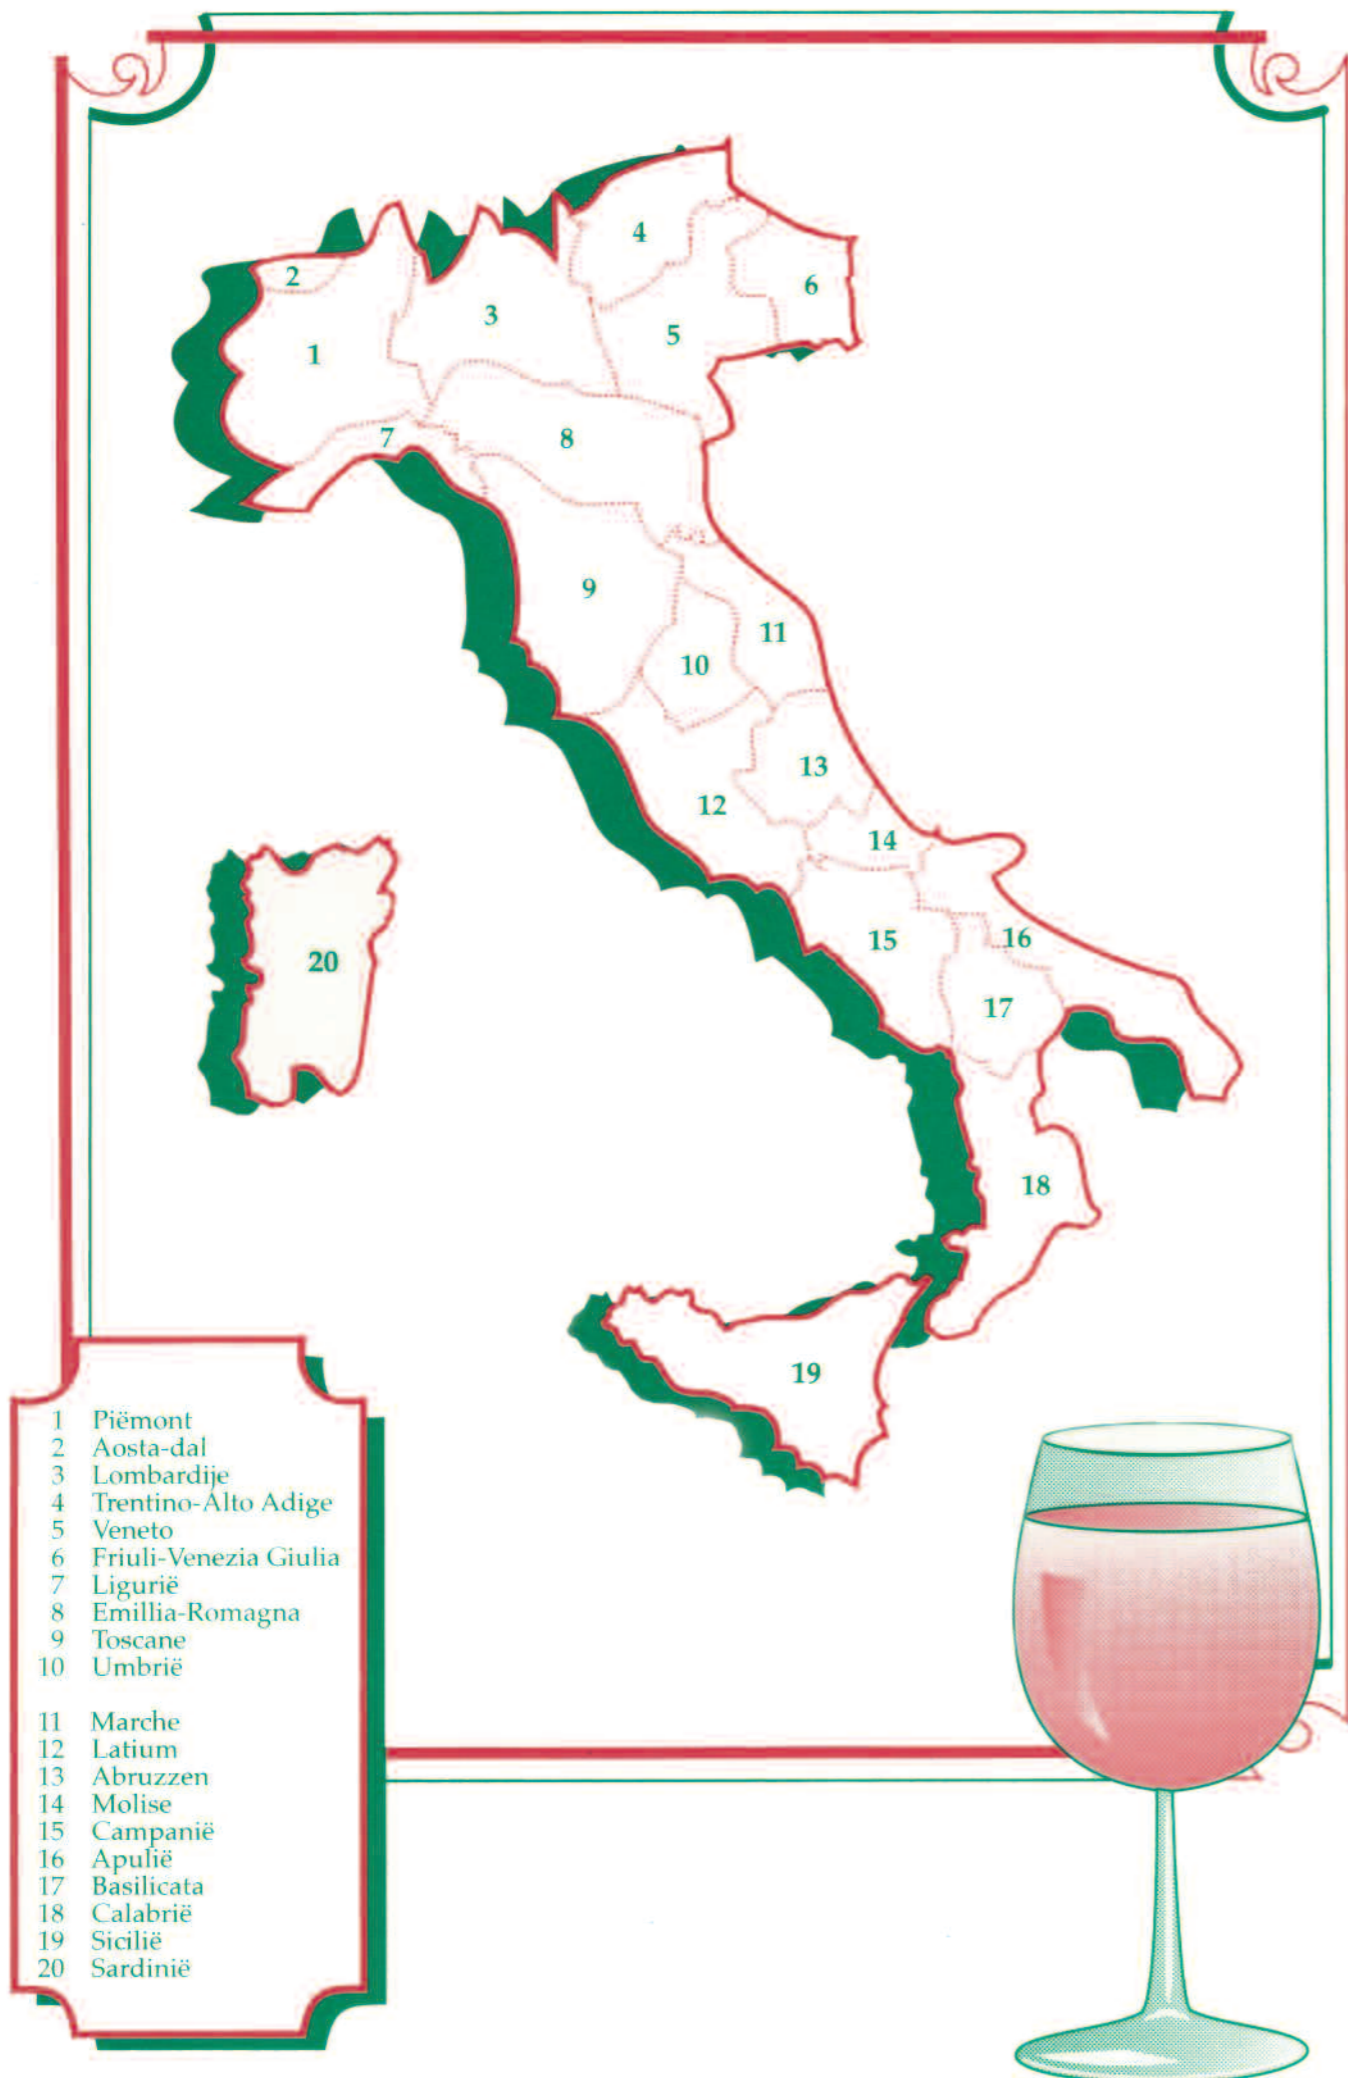 2
4
6
3
5
1
7
8
9
11
10
13
12
14
15
16
20
17
18
19
1 Piëmont
2 Aosta-dal
3 Lombardije
4 Trentino-Alto Adige
5 Veneto
6 Friuli-Venezia Giulia
7 Ligurië
8 Emillia-Romagna
9 Toscane
10 Umbrië
11 Marche
12 Latium
13 Abruzzen
14 Molise
15 Campanië
16 Apulië
17 Basilicata
18 Calabrië
19 Sicilië
20 Sardinië